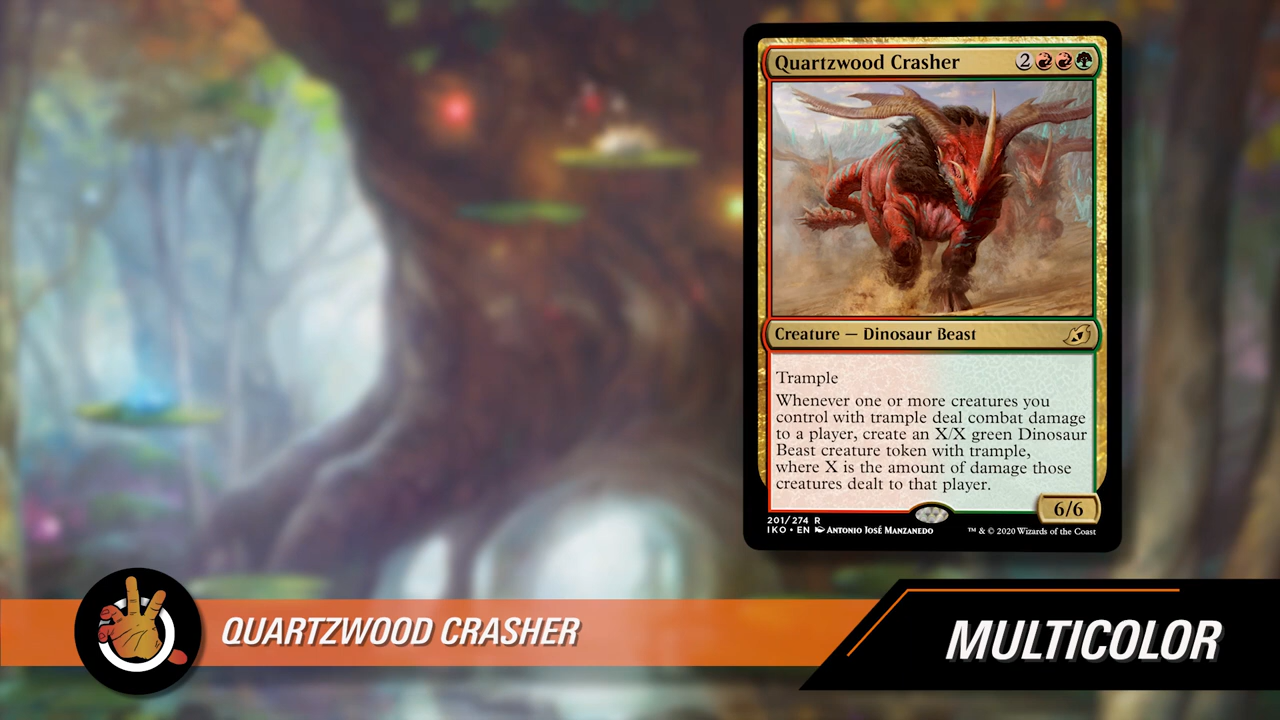 Quartzwood Crasher 2
Creature — Dinosaur Beast
Trample
Whenever one or more creatures you
control with trample deal combat damage
to a player, create an X/X green Dinosaur
Beast creature token with trample,
where X is the amount of damage those
creatures dealt to that player.
6/6
201/274 R
IKO • EN Antonio José Manzanedo ™ & © 2020 Wizards of the Coast
QUARTZWOOD CRASHER
MULTICOLOR